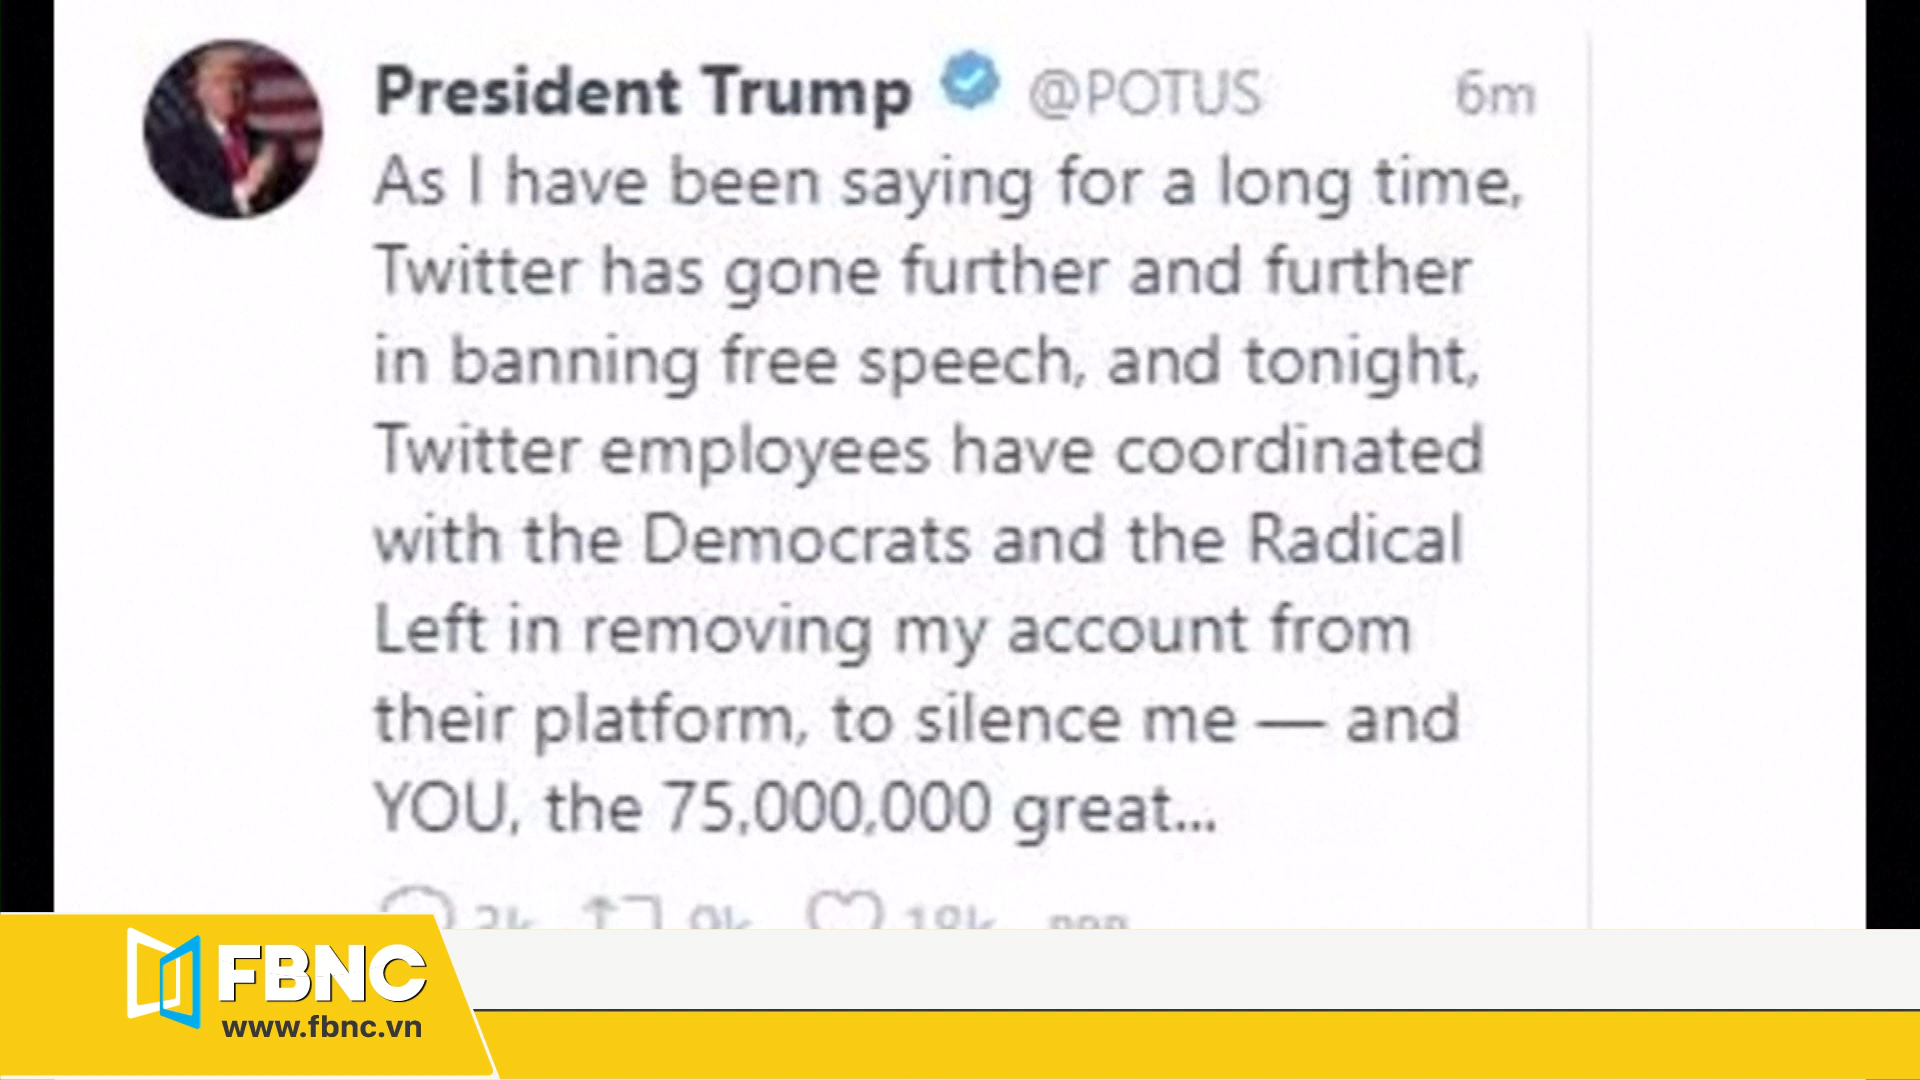 President Trump @POTUS 6m
As I have been saying for a long time,
Twitter has gone further and further
in banning free speech, and tonight,
Twitter employees have coordinated
with the Democrats and the Radical
Left in removing my account from
their platform, to silence me — and
YOU, the 75,000,000 great...
FBNC
www.fbnc.vn